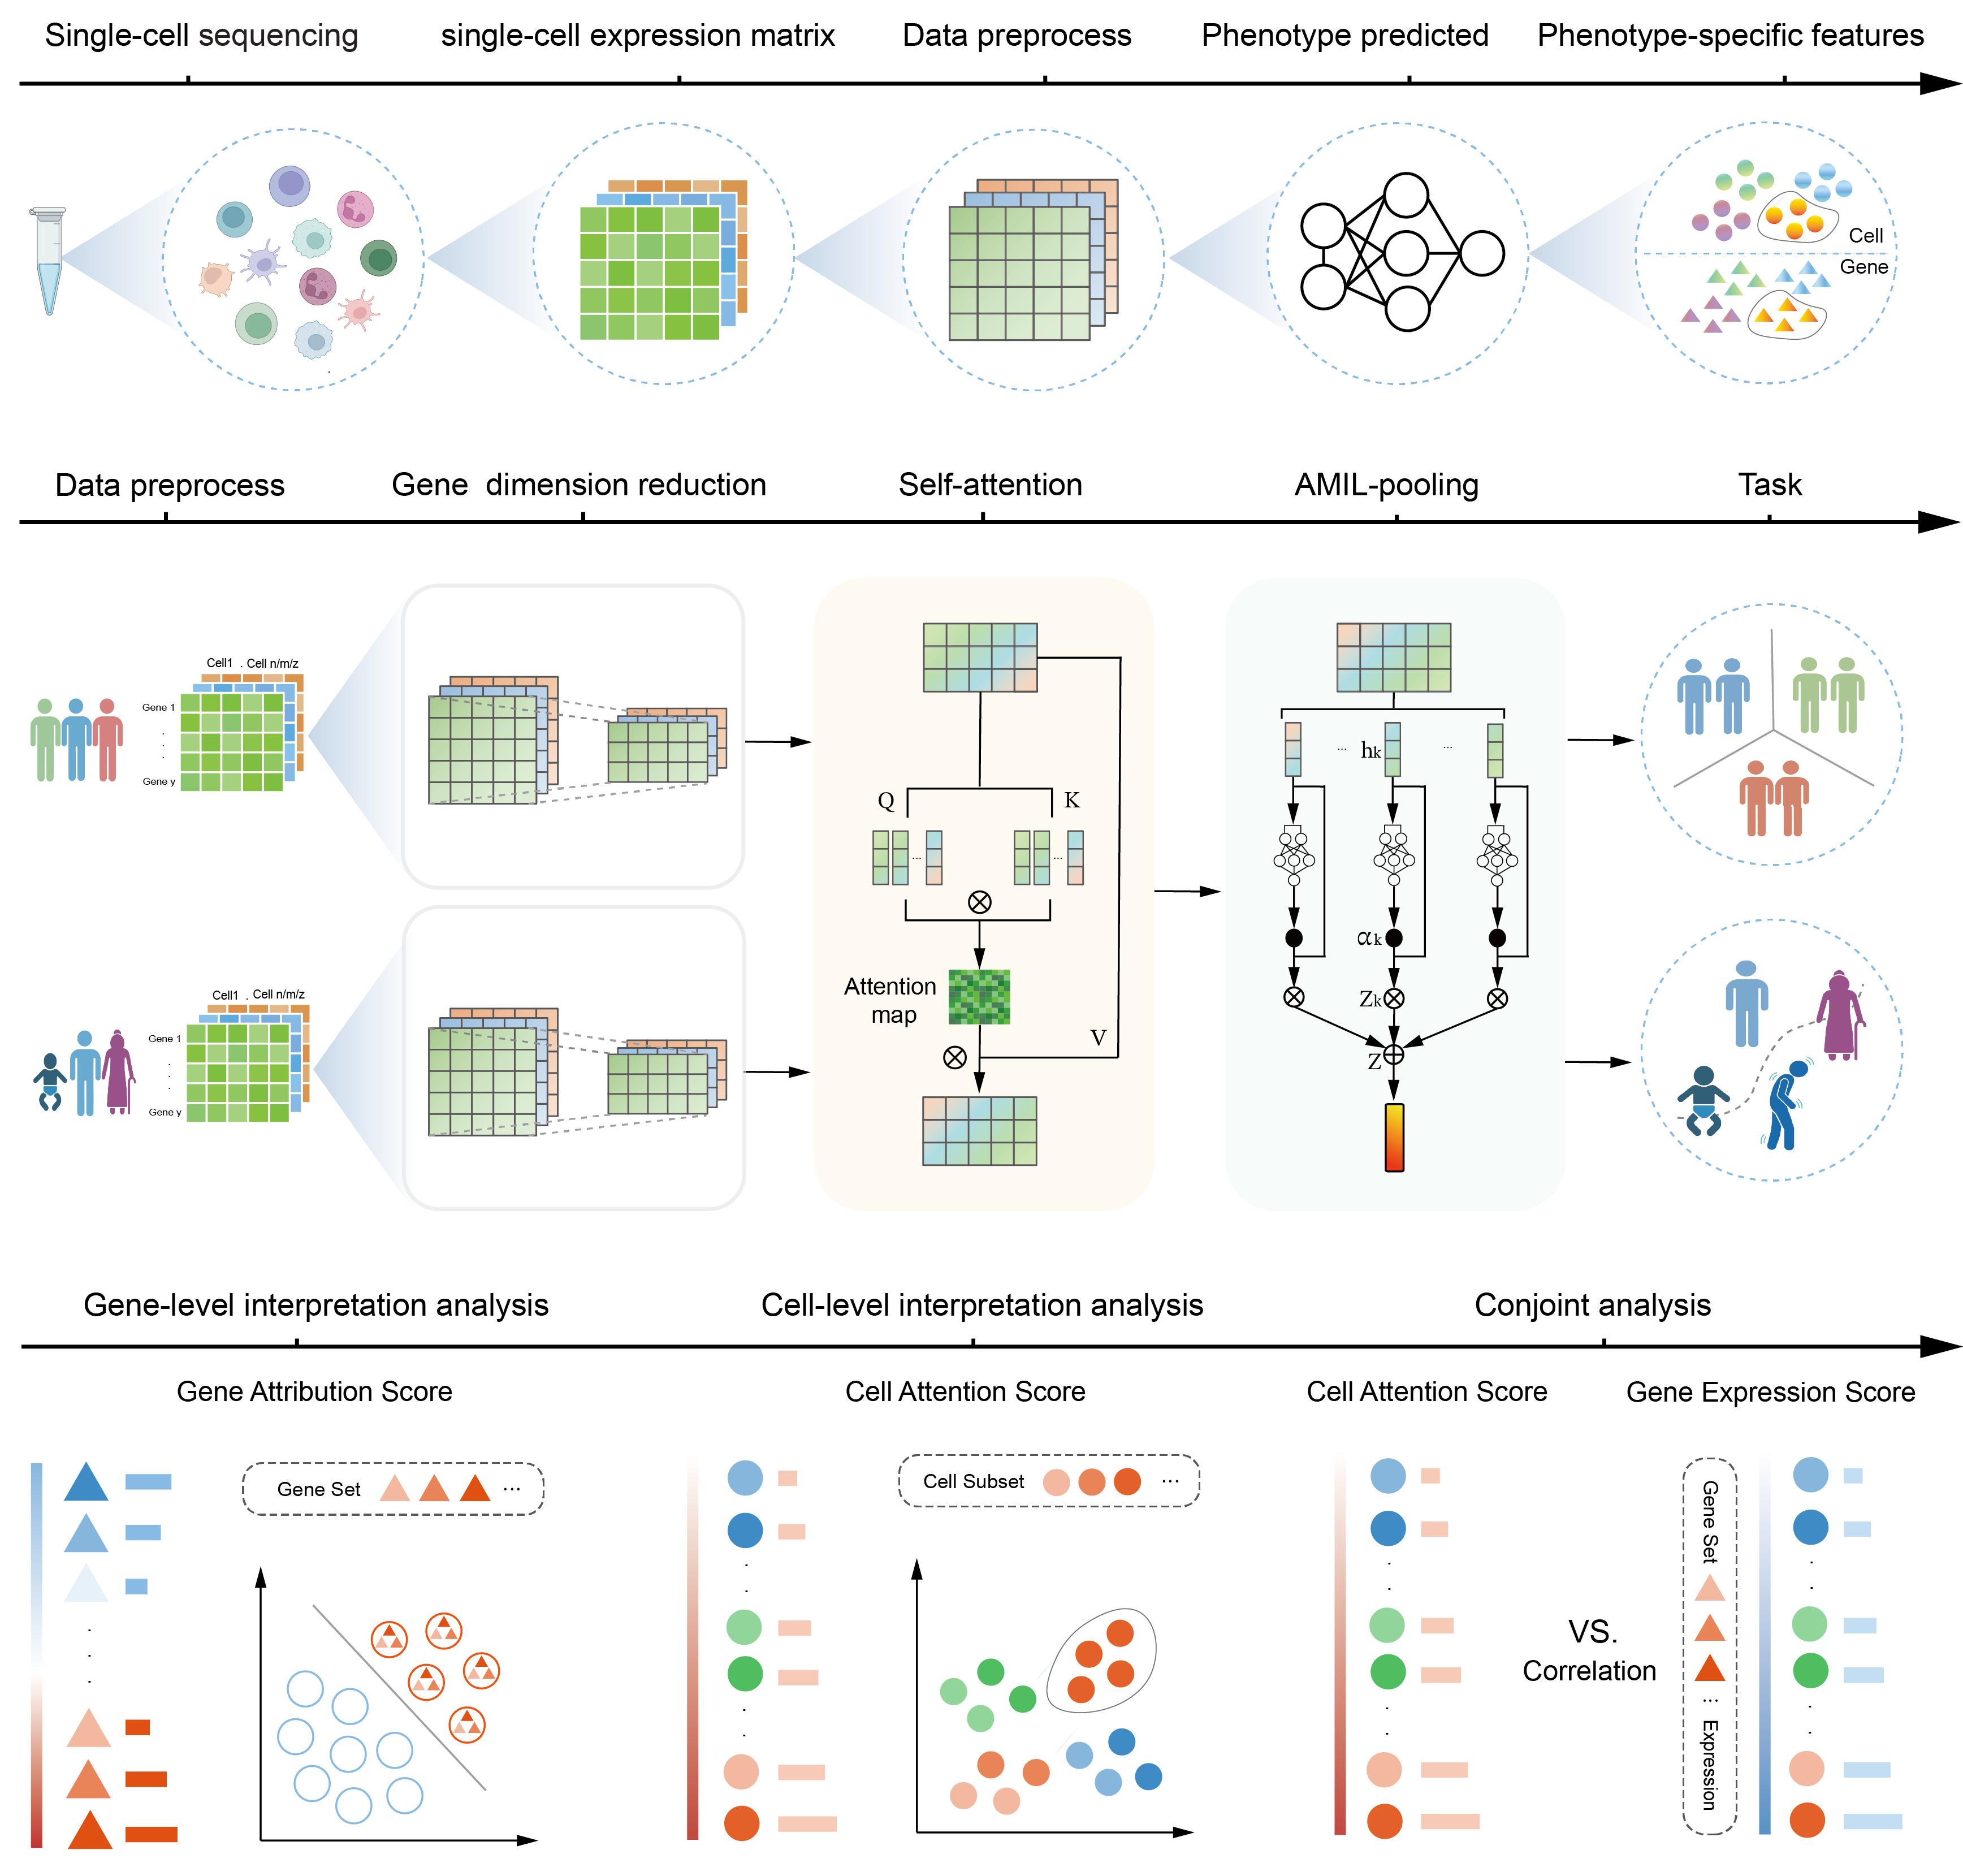 Single-cell sequencing
single-cell expression matrix
Data preprocess
Phenotype predicted
Phenotype-specific features
Cell
Gene
Data preprocess
Gene dimension reduction
Self-attention
AMIL-pooling
Task
Cell1 . Cell n/m/z
Gene 1
.
.
.
Gene y
Q
K
...
...
Attention
map
V
... hk ...
αk
Zk
Z
Cell1 . Cell n/m/z
Gene 1
.
.
.
Gene y
Gene-level interpretation analysis
Cell-level interpretation analysis
Conjoint analysis
Gene Attribution Score
Cell Attention Score
Cell Attention Score
Gene Expression Score
Gene Set ...
Cell Subset ...
VS.
Correlation
Gene Set ... Expression